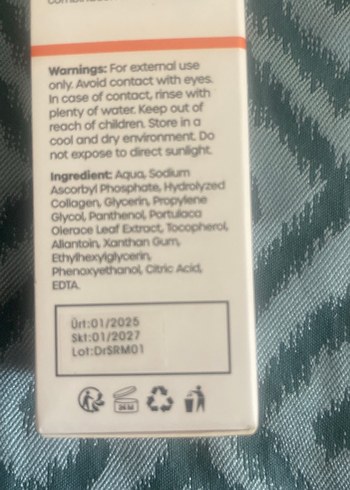 Warnings: For external use
only. Avoid contact with eyes.
In case of contact, rinse with
plenty of water. Keep out of
reach of children. Store in a
cool and dry environment. Do
not expose to direct sunlight.
Ingredient: Aqua, Sodium
Ascorbyl Phosphate, Hydrolyzed
Collagen, Glycerin, Propylene
Glycol, Panthenol, Portulaca
Olerace Leaf Extract, Tocopherol,
Allantoin, Xanthan Gum,
Ethylhexylglycerin,
Phenoxyethanol, Citric Acid,
EDTA.
Ürt:01/2025
Skt:01/2027
Lot:DrSRM01